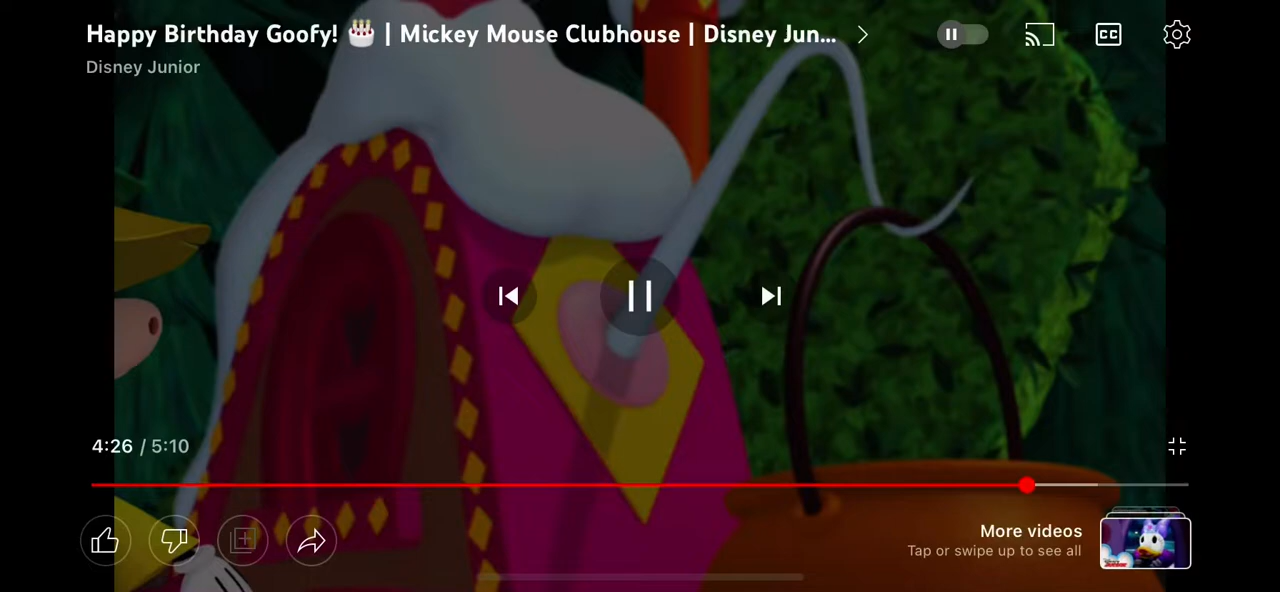 Happy Birthday Goofy! 🎂 | Mickey Mouse Clubhouse | Disney Jun...
Disney Junior
CC
4:26 / 5:10
More videos
Tap or swipe up to see all